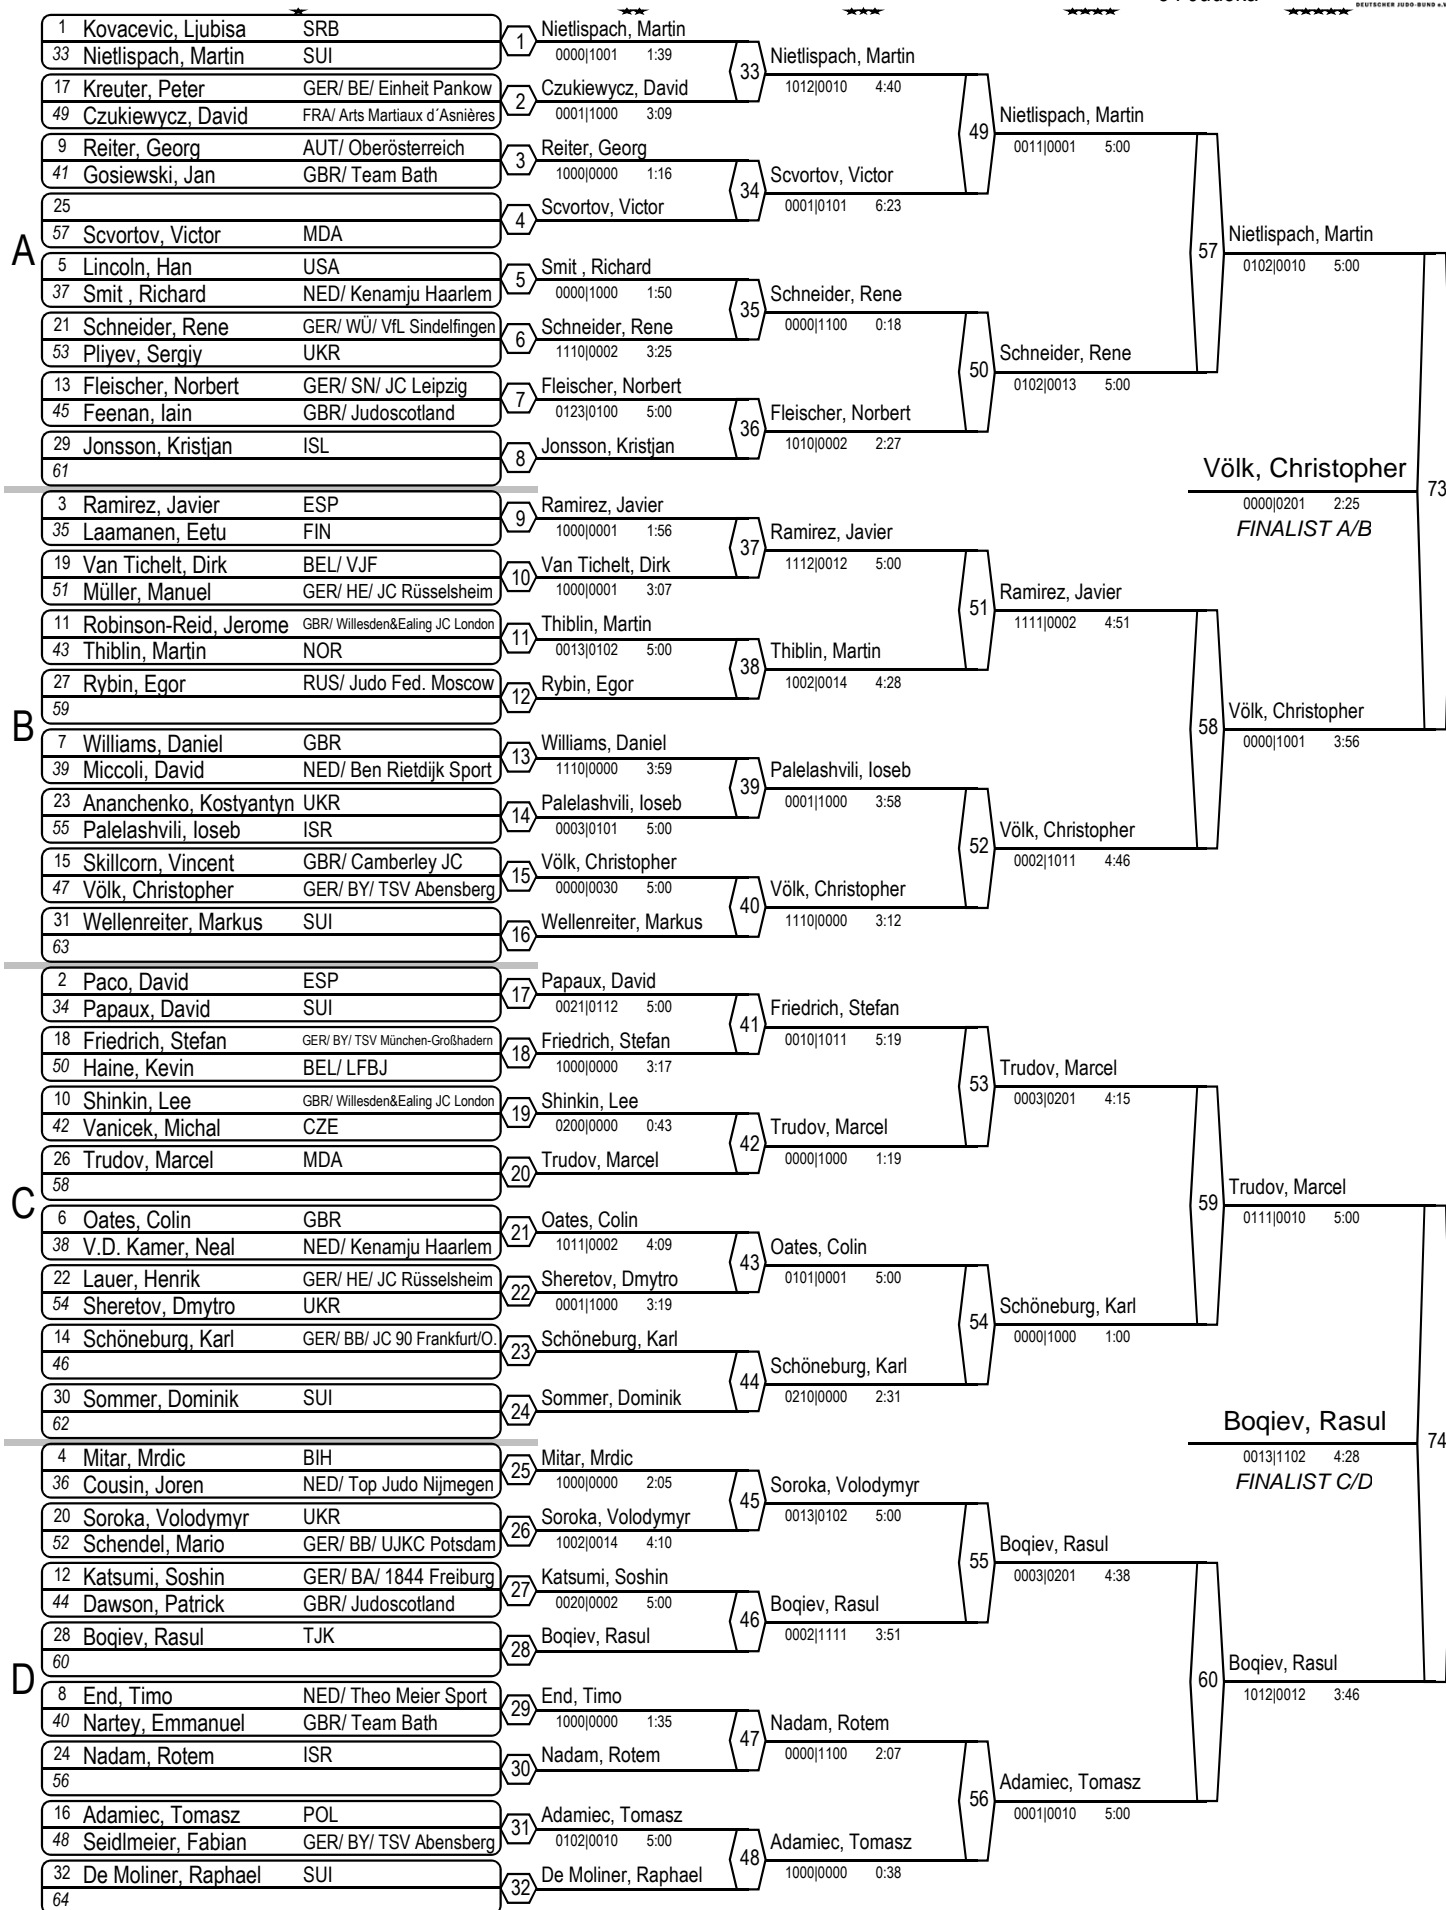 DEUTSCHER JUDO-BUND e.V.
A
1 Kovacevic, Ljubisa SRB
33 Nietlispach, Martin SUI
17 Kreuter, Peter GER/ BE/ Einheit Pankow
49 Czukiewycz, David FRA/ Arts Martiaux d´Asnières
9 Reiter, Georg AUT/ Oberösterreich
41 Gosiewski, Jan GBR/ Team Bath
25
57 Scvortov, Victor MDA
5 Lincoln, Han USA
37 Smit , Richard NED/ Kenamju Haarlem
21 Schneider, Rene GER/ WÜ/ VfL Sindelfingen
53 Pliyev, Sergiy UKR
13 Fleischer, Norbert GER/ SN/ JC Leipzig
45 Feenan, Iain GBR/ Judoscotland
29 Jonsson, Kristjan ISL
61
B
3 Ramirez, Javier ESP
35 Laamanen, Eetu FIN
19 Van Tichelt, Dirk BEL/ VJF
51 Müller, Manuel GER/ HE/ JC Rüsselsheim
11 Robinson-Reid, Jerome GBR/ Willesden&Ealing JC London
43 Thiblin, Martin NOR
27 Rybin, Egor RUS/ Judo Fed. Moscow
59
7 Williams, Daniel GBR
39 Miccoli, David NED/ Ben Rietdijk Sport
23 Ananchenko, Kostyantyn UKR
55 Palelashvili, Ioseb ISR
15 Skillcorn, Vincent GBR/ Camberley JC
47 Völk, Christopher GER/ BY/ TSV Abensberg
31 Wellenreiter, Markus SUI
63
C
2 Paco, David ESP
34 Papaux, David SUI
18 Friedrich, Stefan GER/ BY/ TSV München-Großhadern
50 Haine, Kevin BEL/ LFBJ
10 Shinkin, Lee GBR/ Willesden&Ealing JC London
42 Vanicek, Michal CZE
26 Trudov, Marcel MDA
58
6 Oates, Colin GBR
38 V.D. Kamer, Neal NED/ Kenamju Haarlem
22 Lauer, Henrik GER/ HE/ JC Rüsselsheim
54 Sheretov, Dmytro UKR
14 Schöneburg, Karl GER/ BB/ JC 90 Frankfurt/O.
46
30 Sommer, Dominik SUI
62
D
4 Mitar, Mrdic BIH
36 Cousin, Joren NED/ Top Judo Nijmegen
20 Soroka, Volodymyr UKR
52 Schendel, Mario GER/ BB/ UJKC Potsdam
12 Katsumi, Soshin GER/ BA/ 1844 Freiburg
44 Dawson, Patrick GBR/ Judoscotland
28 Boqiev, Rasul TJK
60
8 End, Timo NED/ Theo Meier Sport
40 Nartey, Emmanuel GBR/ Team Bath
24 Nadam, Rotem ISR
56
16 Adamiec, Tomasz POL
48 Seidlmeier, Fabian GER/ BY/ TSV Abensberg
32 De Moliner, Raphael SUI
64
1 Nietlispach, Martin
0000|1001 1:39
2 Czukiewycz, David
0001|1000 3:09
3 Reiter, Georg
1000|0000 1:16
4 Scvortov, Victor
5 Smit , Richard
0000|1000 1:50
6 Schneider, Rene
1110|0002 3:25
7 Fleischer, Norbert
0123|0100 5:00
8 Jonsson, Kristjan
9 Ramirez, Javier
1000|0001 1:56
10 Van Tichelt, Dirk
1000|0001 3:07
11 Thiblin, Martin
0013|0102 5:00
12 Rybin, Egor
13 Williams, Daniel
1110|0000 3:59
14 Palelashvili, Ioseb
0003|0101 5:00
15 Völk, Christopher
0000|0030 5:00
16 Wellenreiter, Markus
17 Papaux, David
0021|0112 5:00
18 Friedrich, Stefan
1000|0000 3:17
19 Shinkin, Lee
0200|0000 0:43
20 Trudov, Marcel
21 Oates, Colin
1011|0002 4:09
22 Sheretov, Dmytro
0001|1000 3:19
23 Schöneburg, Karl
24 Sommer, Dominik
25 Mitar, Mrdic
1000|0000 2:05
26 Soroka, Volodymyr
1002|0014 4:10
27 Katsumi, Soshin
0020|0002 5:00
28 Boqiev, Rasul
29 End, Timo
1000|0000 1:35
30 Nadam, Rotem
31 Adamiec, Tomasz
0102|0010 5:00
32 De Moliner, Raphael
33 Nietlispach, Martin
1012|0010 4:40
34 Scvortov, Victor
0001|0101 6:23
35 Schneider, Rene
0000|1100 0:18
36 Fleischer, Norbert
1010|0002 2:27
37 Ramirez, Javier
1112|0012 5:00
38 Thiblin, Martin
1002|0014 4:28
39 Palelashvili, Ioseb
0001|1000 3:58
40 Völk, Christopher
1110|0000 3:12
41 Friedrich, Stefan
0010|1011 5:19
42 Trudov, Marcel
0000|1000 1:19
43 Oates, Colin
0101|0001 5:00
44 Schöneburg, Karl
0210|0000 2:31
45 Soroka, Volodymyr
0013|0102 5:00
46 Boqiev, Rasul
0002|1111 3:51
47 Nadam, Rotem
0000|1100 2:07
48 Adamiec, Tomasz
1000|0000 0:38
49 Nietlispach, Martin
0011|0001 5:00
50 Schneider, Rene
0102|0013 5:00
51 Ramirez, Javier
1111|0002 4:51
52 Völk, Christopher
0002|1011 4:46
53 Trudov, Marcel
0003|0201 4:15
54 Schöneburg, Karl
0000|1000 1:00
55 Boqiev, Rasul
0003|0201 4:38
56 Adamiec, Tomasz
0001|0010 5:00
57 Nietlispach, Martin
0102|0010 5:00
58 Völk, Christopher
0000|1001 3:56
59 Trudov, Marcel
0111|0010 5:00
60 Boqiev, Rasul
1012|0012 3:46
Völk, Christopher
73
0000|0201 2:25
FINALIST A/B
Boqiev, Rasul
74
0013|1102 4:28
FINALIST C/D